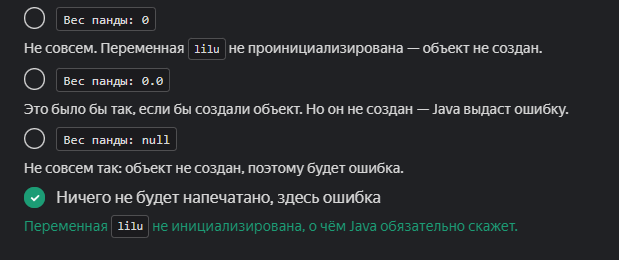 Вес панды: 0
Не совсем. Переменная lilu не проинициализирована — объект не создан.
Вес панды: 0.0
Это было бы так, если бы создали объект. Но он не создан — Java выдаст ошибку.
Вес панды: null
Не совсем так: объект не создан, поэтому будет ошибка.
Ничего не будет напечатано, здесь ошибка
Переменная lilu не инициализирована, о чём Java обязательно скажет.